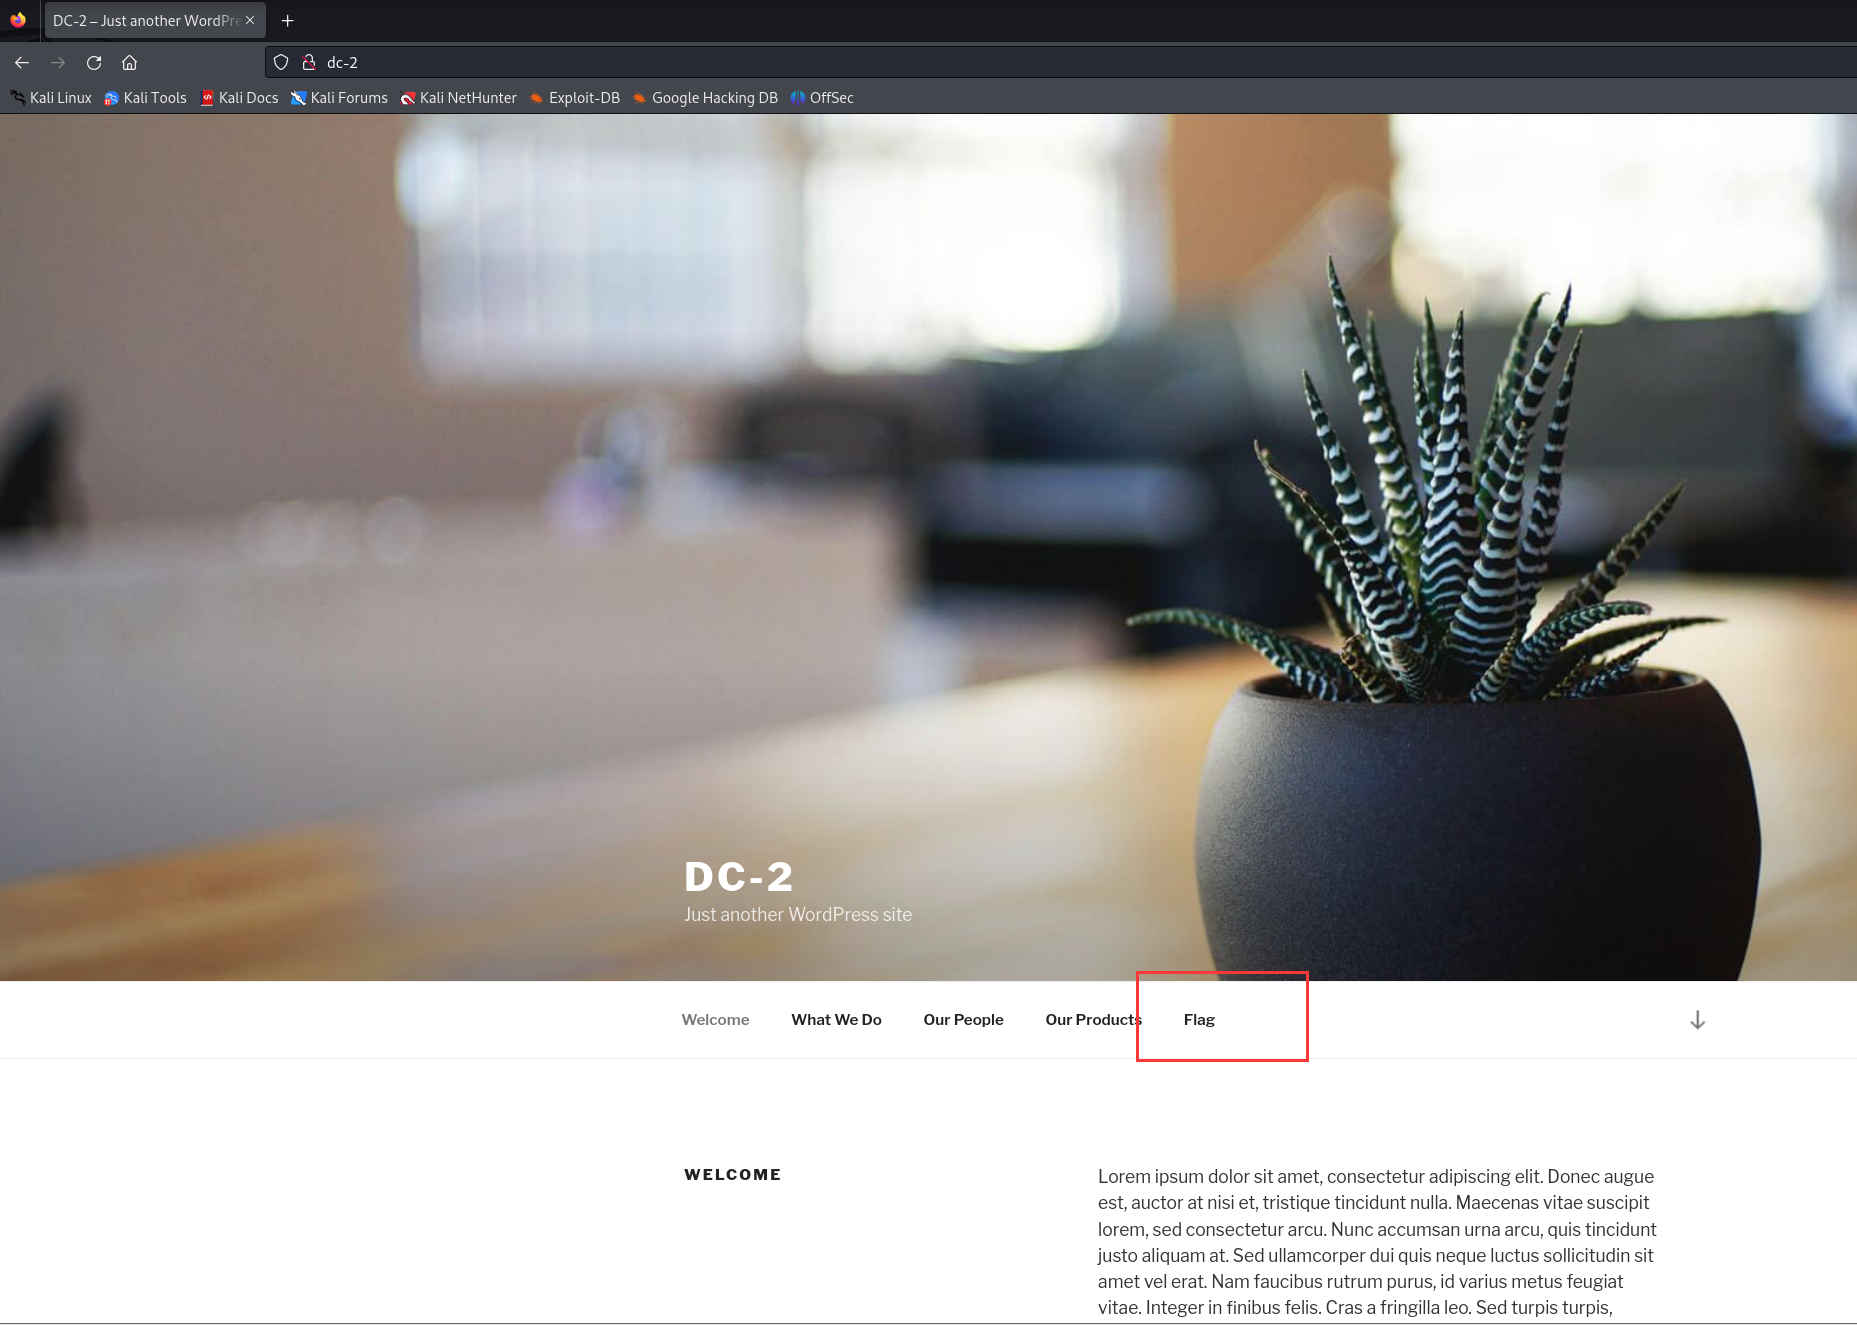 DC-2 – Just another WordPre
dc-2
Kali Linux Kali Tools Kali Docs Kali Forums Kali NetHunter Exploit-DB Google Hacking DB OffSec
DC-2
Just another WordPress site
Welcome What We Do Our People Our Products Flag
WELCOME
Lorem ipsum dolor sit amet, consectetur adipiscing elit. Donec augue
est, auctor at nisi et, tristique tincidunt nulla. Maecenas vitae suscipit
lorem, sed consectetur arcu. Nunc accumsan urna arcu, quis tincidunt
justo aliquam at. Sed ullamcorper dui quis neque luctus sollicitudin sit
amet vel erat. Nam faucibus rutrum purus, id varius metus feugiat
vitae. Integer in finibus felis. Cras a fringilla leo. Sed turpis turpis,